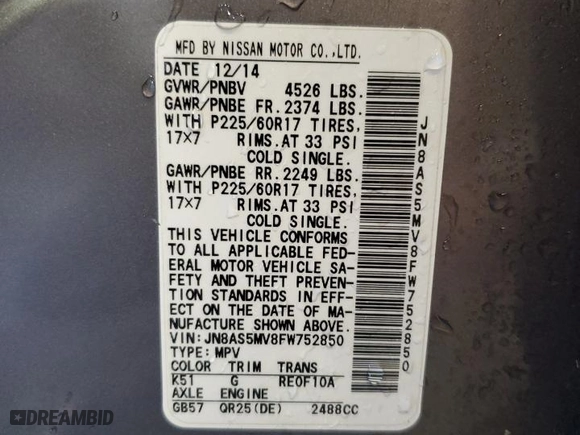 MFD BY NISSAN MOTOR CO.,LTD.
DATE 12/14
GVWR/PNBV 4526 LBS.
GAWR/PNBE FR. 2374 LBS.
WITH P225/60R17 TIRES,
17×7 RIMS.AT 33 PSI
COLD SINGLE.
GAWR/PNBE RR. 2249 LBS.
WITH P225/60R17 TIRES,
17×7 RIMS.AT 33 PSI
COLD SINGLE.
THIS VEHICLE CONFORMS
TO ALL APPLICABLE FED-
ERAL MOTOR VEHICLE SA-
FETY AND THEFT PREVEN-
TION STANDARDS IN EFF-
ECT ON THE DATE OF MA-
NUFACTURE SHOWN ABOVE.
VIN:JN8AS5MV8FW752850
TYPE:MPV
COLOR TRIM TRANS
K51 G RE0F10A
AXLE ENGINE
GB57 QR25(DE) 2488CC
JN8AS5MV8FW752850
DREAMBID